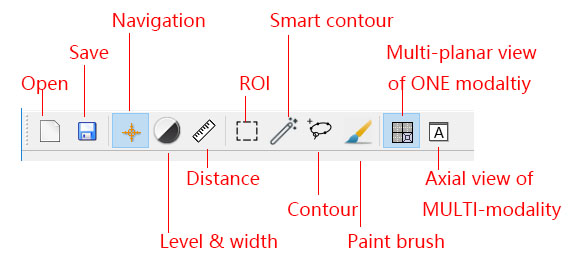 Navigation
Smart contour
Save
Multi-planar view
of ONE modaltiy
Open
ROI
A
Distance
Axial view of
MULTI-modality
Contour
Level & width
Paint brush